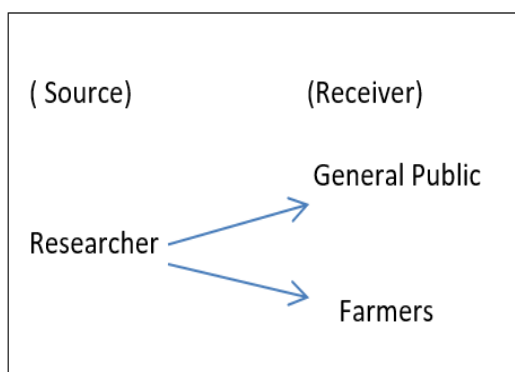 ( Source) (Receiver)
General Public
Researcher
Farmers